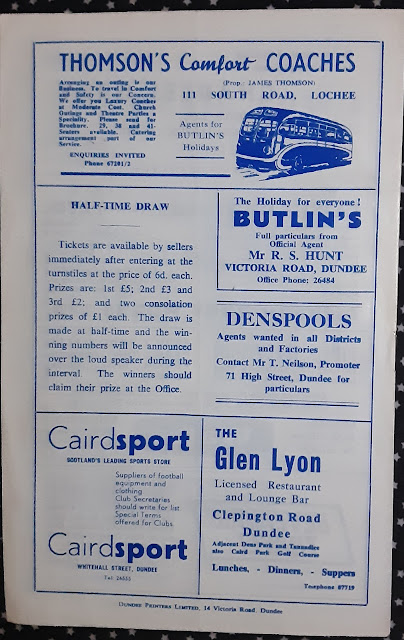 THOMSON'S Comfort COACHES
(Prop. JAMES THOMSON)
Arranging an outing is our
Business. To travel in Comfort
and Safety is our Concern.
We offer you Luxury Coaches
at Moderate Cost. Church
Outings and Theatre Parties a
Speciality. Please send for
Brochure. 29, 38 and 41-
Seaters available. Catering
arrangement part of our
Service.
ENQUIRIES INVITED
Phone 67201/2
111 SOUTH ROAD, LOCHEE
Agents for
BUTLIN'S
Holidays
HALF-TIME DRAW
Tickets are available by sellers
immediately after entering at the
turnstiles at the price of 6d. each.
Prizes are: 1st £5; 2nd £3 and
3rd £2; and two consolation
prizes of £1 each. The draw is
made at half-time and the win-
ning numbers will be announced
over the loud speaker during the
interval. The winners should
claim their prize at the Office.
The Holiday for everyone!
BUTLIN'S
Full particulars from
Official Agent
Mr R. S. HUNT
VICTORIA ROAD, DUNDEE
Office Phone: 26484
DENSPOOLS
Agents wanted in all Districts
and Factories
Contact Mr T. Neilson, Promoter
71 High Street, Dundee for
particulars
Cairdsport
SCOTLAND'S LEADING SPORTS STORE
Suppliers of football
equipment and
clothing
Club Secretaries
should write for list
Special Terms
offered for Clubs
Cairdsport
WHITEHALL STREET, DUNDEE
Tel: 24553
THE
Glen Lyon
Licensed Restaurant
and Lounge Bar
Clepington Road
Dundee
Adjacent Dens Park and Tannadice
also Caird Park Golf Course
Lunches, - Dinners, - Suppers
Telephone 87719
DUNDEE PRINTERS LIMITED, 14 Victoria Road, Dundee